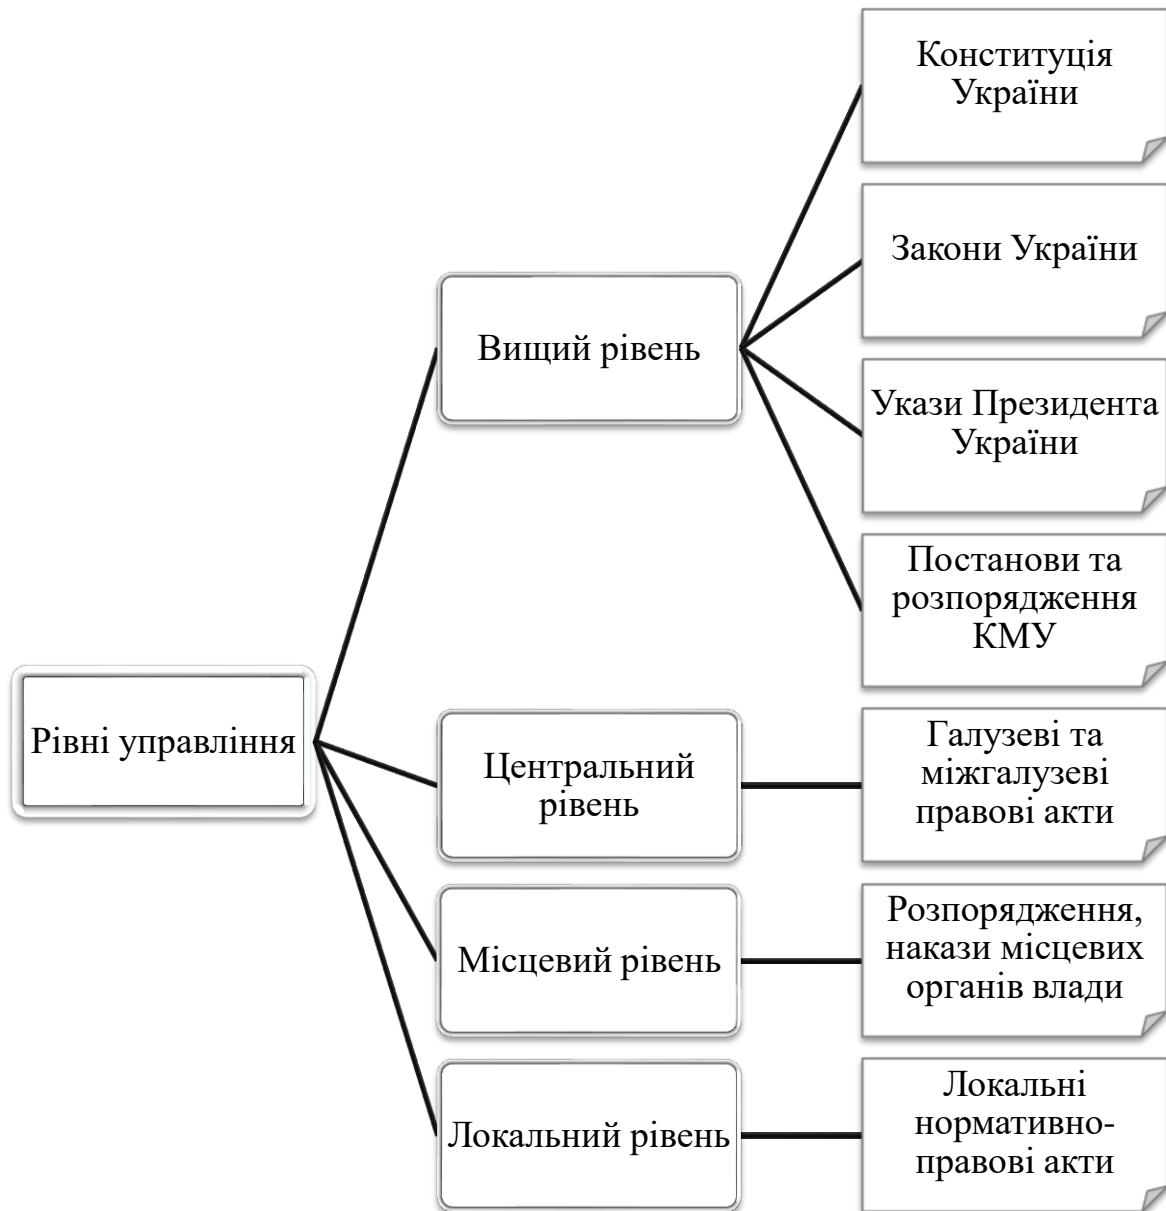 Конституція
України
Закони України
Вищий рівень
Укази Президента
України
Постанови та
розпорядження
КМУ
Рівні управління
Центральний
рівень
Галузеві та
міжгалузеві
правові акти
Місцевий рівень
Розпорядження,
накази місцевих
органів влади
Локальний рівень
Локальні
нормативно-
правові акти